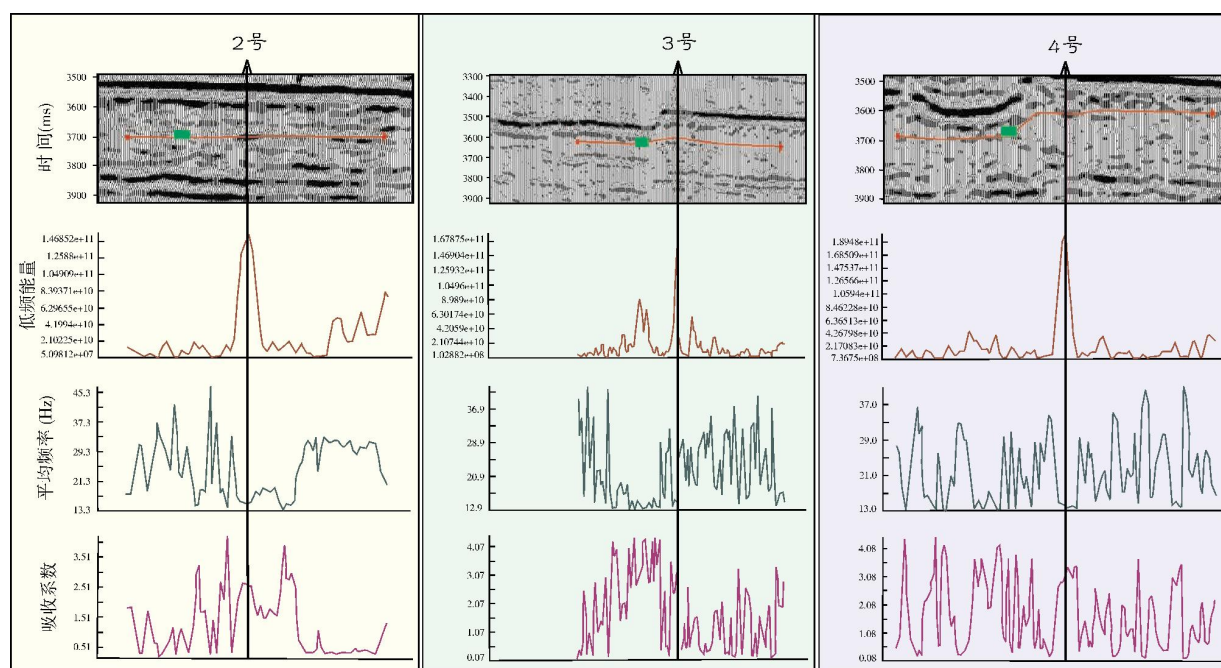 2号
时间(ms)
3500
3600
3700
3800
3900
低频能量
1.46852e+11
1.2588e+11
1.04909e+11
8.39371e+10
6.29655e+10
4.1994e+10
2.10225e+10
5.09812e+07
平均频率 (Hz)
45.3
37.3
29.3
21.3
13.3
吸收系数
3.51
2.51
1.51
0.51
3号
3300
3400
3500
3600
3700
3800
3900
1.67875e+11
1.46904e+11
1.25932e+11
1.0496e+11
8.989e+10
6.30174e+10
4.2059e+10
2.10744e+10
1.02882e+08
36.9
28.9
20.9
12.9
4.07
3.07
2.07
1.07
0.07
4号
3500
3600
3700
3800
3900
1.8948e+11
1.68509e+11
1.47537e+11
1.26566e+11
1.0594e+11
8.46228e+10
6.36513e+10
4.26798e+10
2.17083e+10
7.3675e+08
37.0
29.0
21.0
13.0
4.08
3.08
2.08
1.08
0.08